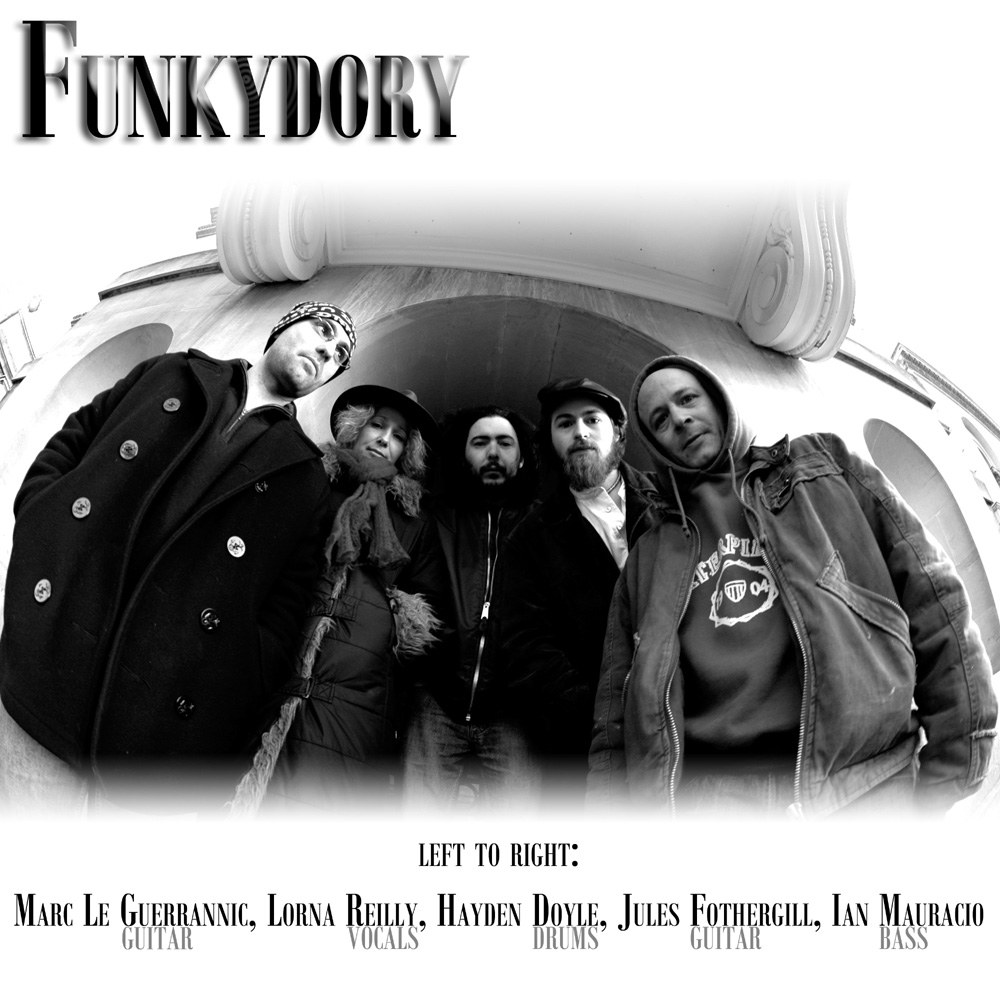 FUNKYDORY
04
LEFT TO RIGHT:
MARC LE GUERRANNIC, LORNA REILLY, HAYDEN DOYLE, JULES FOTHERGILL, IAN MAURACIO
GUITAR VOCALS DRUMS GUITAR BASS